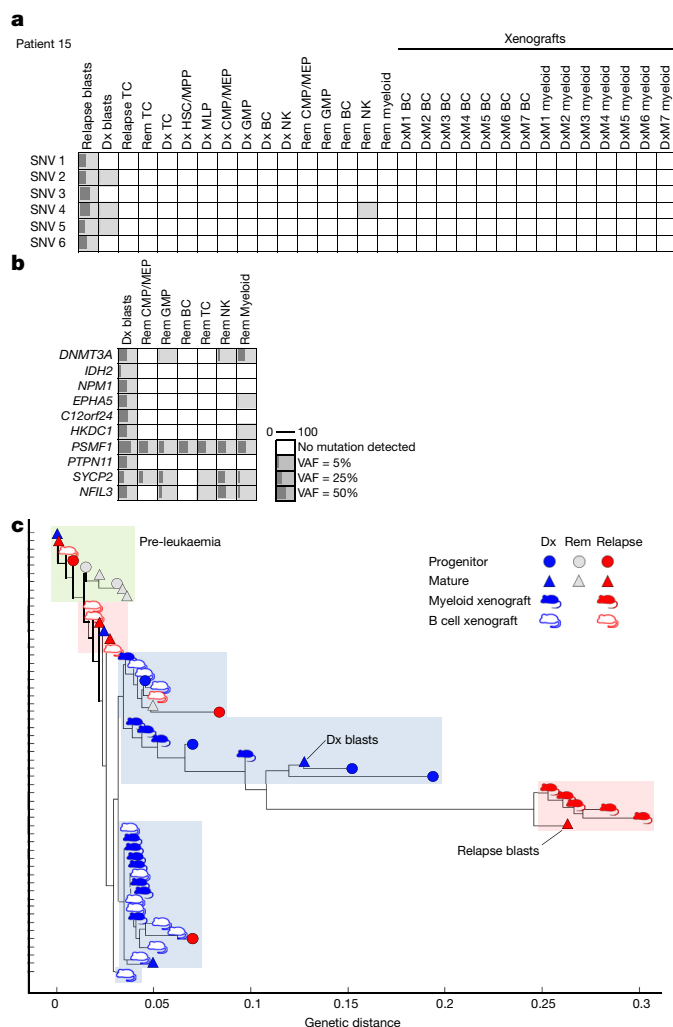 a
Patient 15
Xenografts
Relapse blasts
Dx blasts
Relapse TC
Rem TC
Dx TC
Dx HSC/MPP
Dx MLP
Dx CMP/MEP
Dx GMP
Dx BC
Dx NK
Rem CMP/MEP
Rem GMP
Rem BC
Rem NK
Rem myeloid
DxM1 BC
DxM2 BC
DxM3 BC
DxM4 BC
DxM5 BC
DxM6 BC
DxM7 BC
DxM1 myeloid
DxM2 myeloid
DxM3 myeloid
DxM4 myeloid
DxM5 myeloid
DxM6 myeloid
DxM7 myeloid
SNV 1
SNV 2
SNV 3
SNV 4
SNV 5
SNV 6
b
Dx blasts
Rem CMP/MEP
Rem GMP
Rem BC
Rem TC
Rem NK
Rem Myeloid
DNMT3A
IDH2
NPM1
EPHA5
C12orf24
HKDC1
PSMF1
PTPN11
SYCP2
NFIL3
0 100
No mutation detected
VAF = 5%
VAF = 25%
VAF = 50%
c
Pre-leukaemia
Dx Rem Relapse
Progenitor
Mature
Myeloid xenograft
B cell xenograft
Dx blasts
Relapse blasts
0 0.05 0.1 0.15 0.2 0.25 0.3
Genetic distance